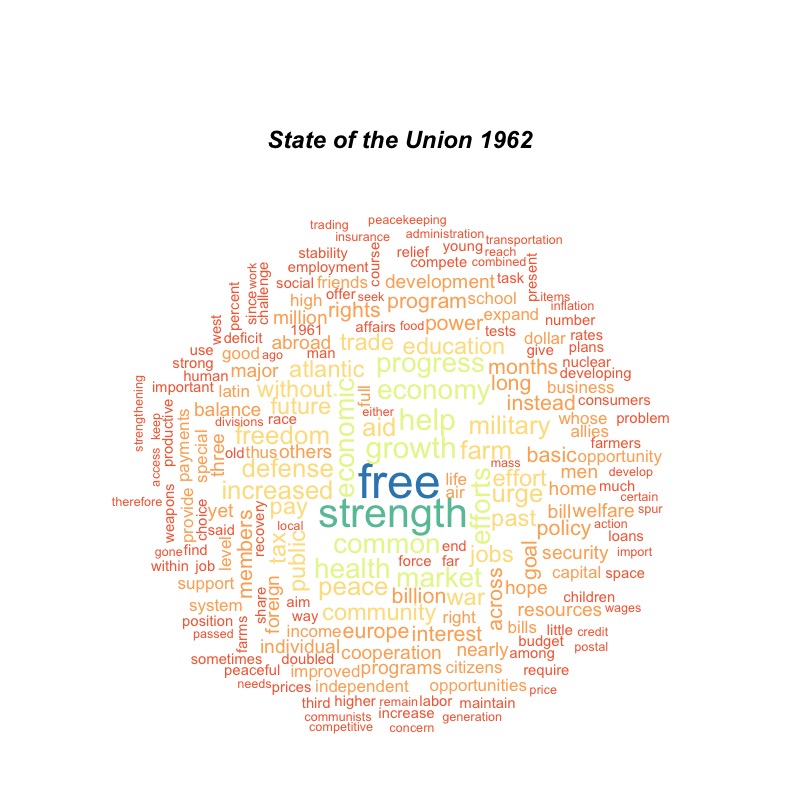 State of the Union 1962
peacekeeping
trading
insurance administration
stability course relief young transportation
reach
employment compete combined
since work challenge social friends development task present
percent high offer seek program school items
million rights expand inflation
west 1961 affairs food power tests number
deficit abroad trade education dollar rates
use good ago man give plans
strong major atlantic progress months nuclear
human developing
strengthening important latin without economic full economy long business
balance future instead consumers
access keep productive payments divisions race either help military whose problem
special three freedom aid allies
old thus others growth farm basic opportunity farmers
defense mass men develop
free life effort
therefore weapons provide choice increased air efforts urge home much certain
yet pay strength past bill welfare spur
said recovery local policy action
gone find level members tax public common end jobs goal security loans import
within job health force far
support foreign peace market across hope capital space
system share aim billion war children
position way community right resources wages
passed farms income europe interest bills little credit
individual cooperation nearly budget postal
sometimes doubled among
peaceful improved programs citizens require
needs prices independent opportunities price
third higher remain labor maintain
communists increase generation
competitive concern